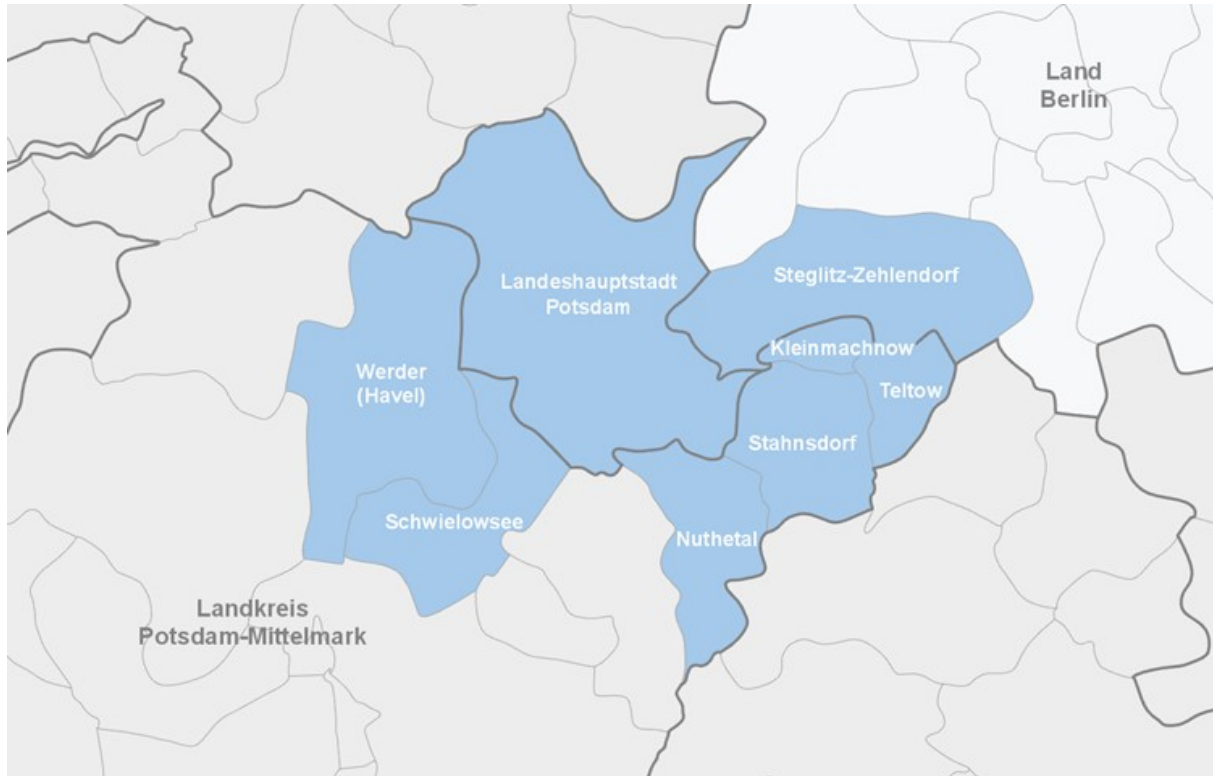 Land
Berlin
Landeshauptstadt
Potsdam
Steglitz-Zehlendorf
Kleinmachnow
Werder
(Havel)
Teltow
Stahnsdorf
Schwielowsee
Nuthetal
Landkreis
Potsdam-Mittelmark